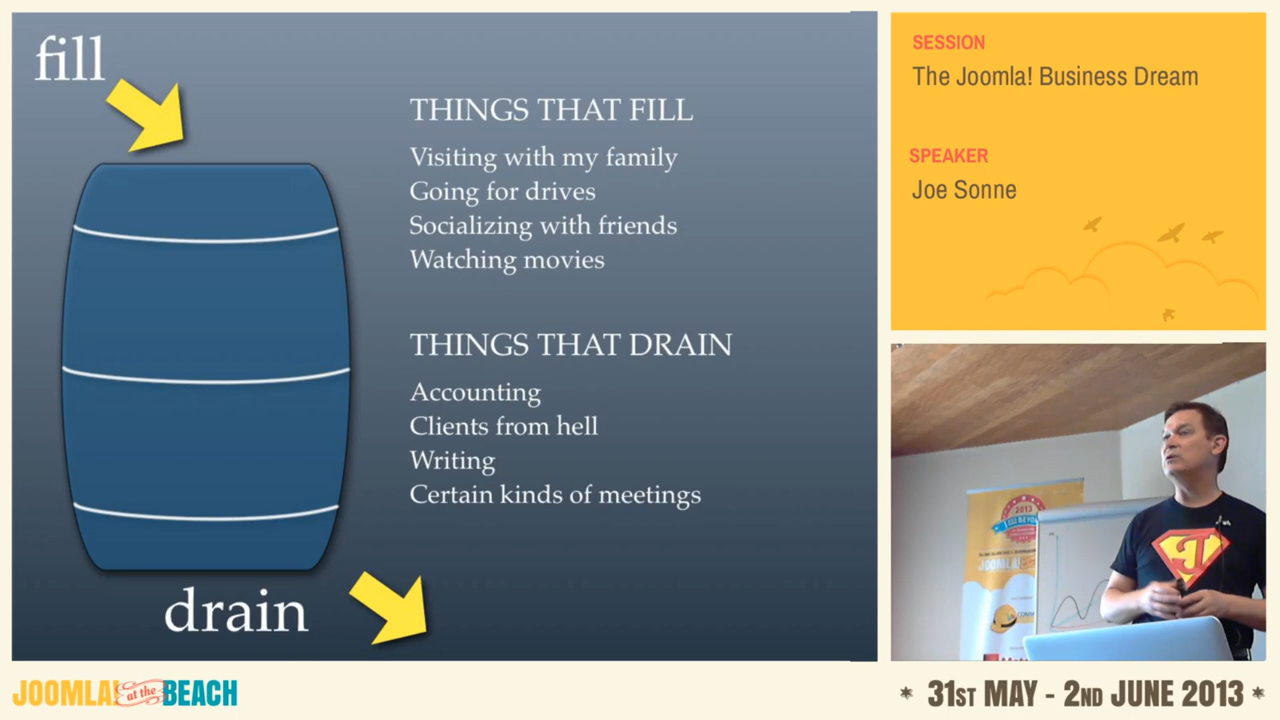 fill
THINGS THAT FILL
Visiting with my family
Going for drives
Socializing with friends
Watching movies
THINGS THAT DRAIN
Accounting
Clients from hell
Writing
Certain kinds of meetings
drain
SESSION
The Joomla! Business Dream
SPEAKER
Joe Sonne
2013
JOOMLA!
J
JOOMLA! at the BEACH
* 31ST MAY - 2ND JUNE 2013 *